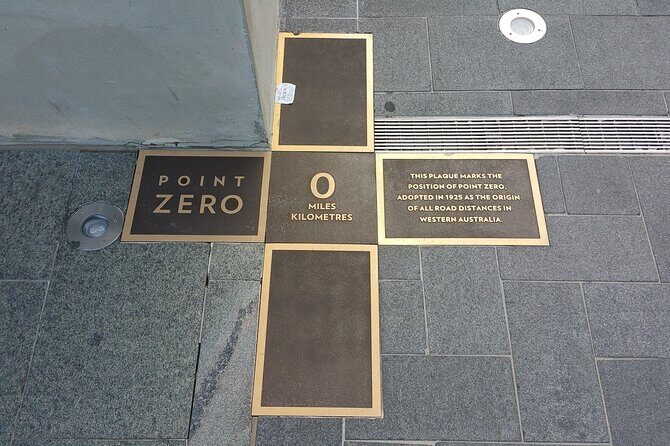 POINT
ZERO
0
MILES
KILOMETRES
THIS PLAQUE MARKS THE
POSITION OF POINT ZERO.
ADOPTED IN 1925 AS THE ORIGIN
OF ALL ROAD DISTANCES IN
WESTERN AUSTRALIA.